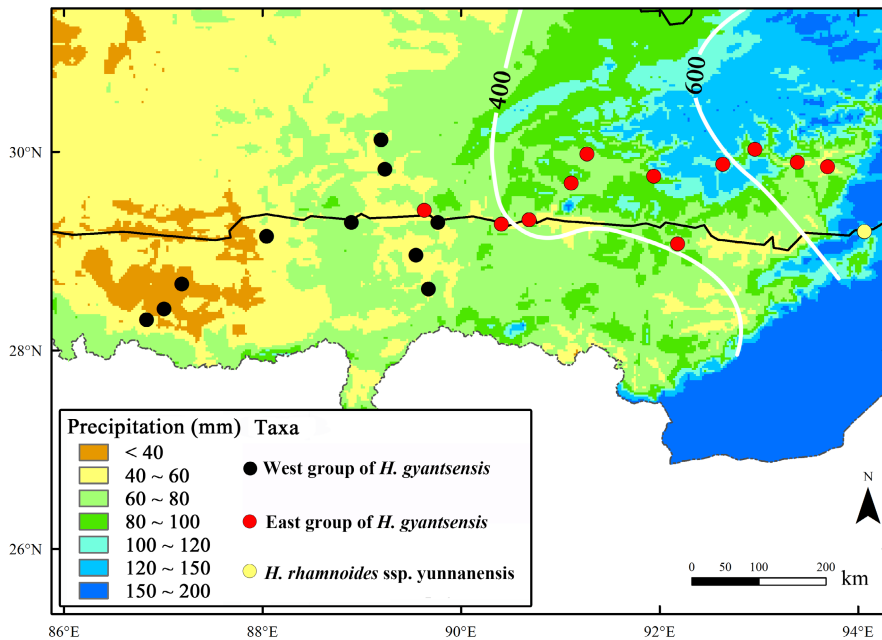 400
600
30°N
28°N
26°N
Precipitation (mm)
< 40
40 ~ 60
60 ~ 80
80 ~ 100
100 ~ 120
120 ~ 150
150 ~ 200
Taxa
West group of H. gyantsensis
East group of H. gyantsensis
H. rhamnoides ssp. yunnanensis
N
0 50 100 200
km
86°E 88°E 90°E 92°E 94°E